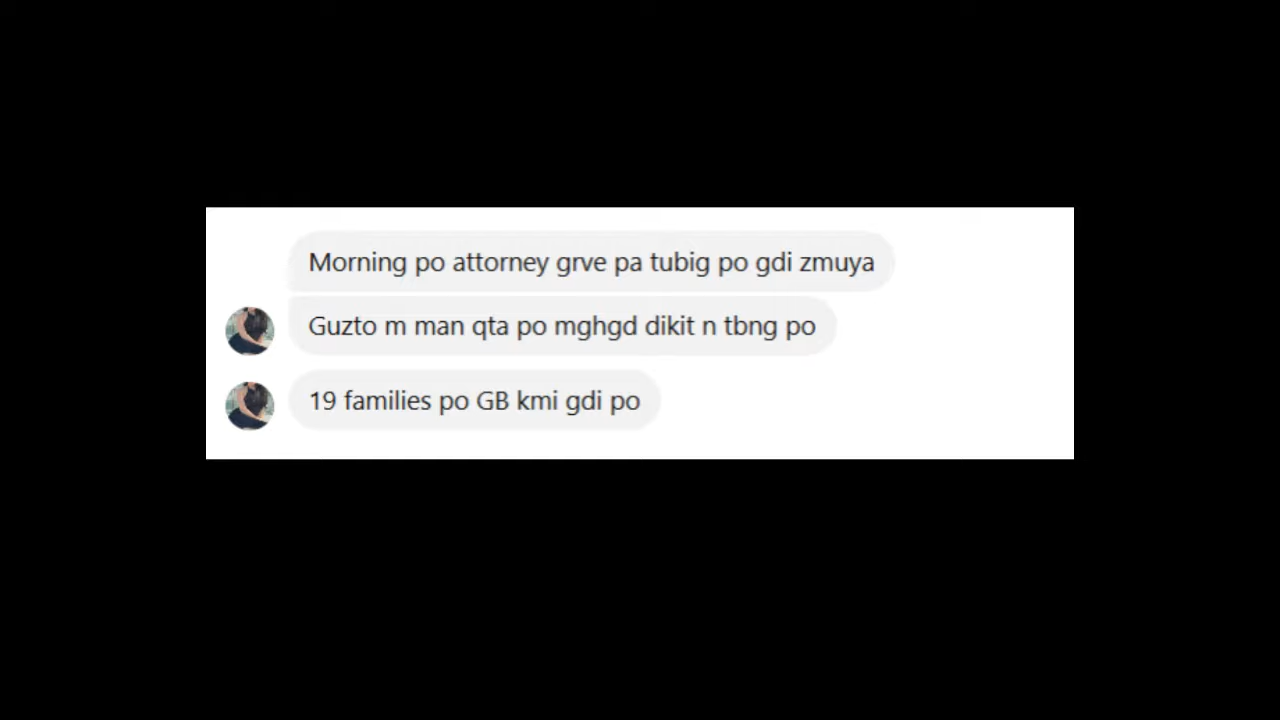 Morning po attorney grve pa tubig po gdi zmuya
Guzto m man qta po mghgd dikit n tbng po
19 families po GB kmi gdi po